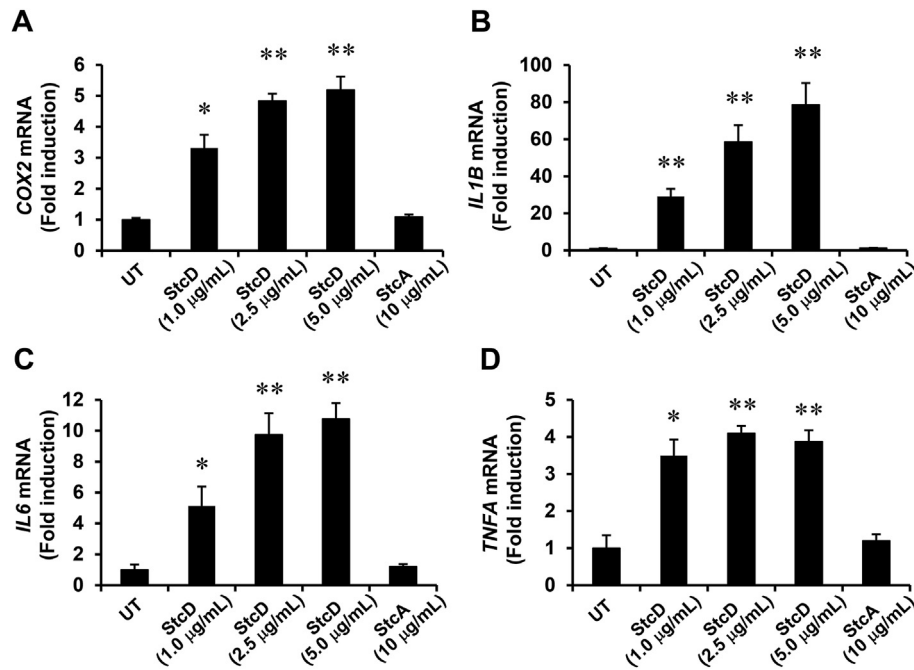 A
COX2 mRNA
(Fold induction)
6
5
4
3
2
1
0
*
**
**
UT
StcD
(1.0 μg/mL)
StcD
(2.5 μg/mL)
StcD
(5.0 μg/mL)
StcA
(10 μg/mL)
B
IL1B mRNA
(Fold induction)
100
80
60
40
20
0
**
**
**
UT
StcD
(1.0 μg/mL)
StcD
(2.5 μg/mL)
StcD
(5.0 μg/mL)
StcA
(10 μg/mL)
C
IL6 mRNA
(Fold induction)
12
10
8
6
4
2
0
*
**
**
UT
StcD
(1.0 μg/mL)
StcD
(2.5 μg/mL)
StcD
(5.0 μg/mL)
StcA
(10 μg/mL)
D
TNFA mRNA
(Fold induction)
5
4
3
2
1
0
*
**
**
UT
StcD
(1.0 μg/mL)
StcD
(2.5 μg/mL)
StcD
(5.0 μg/mL)
StcA
(10 μg/mL)